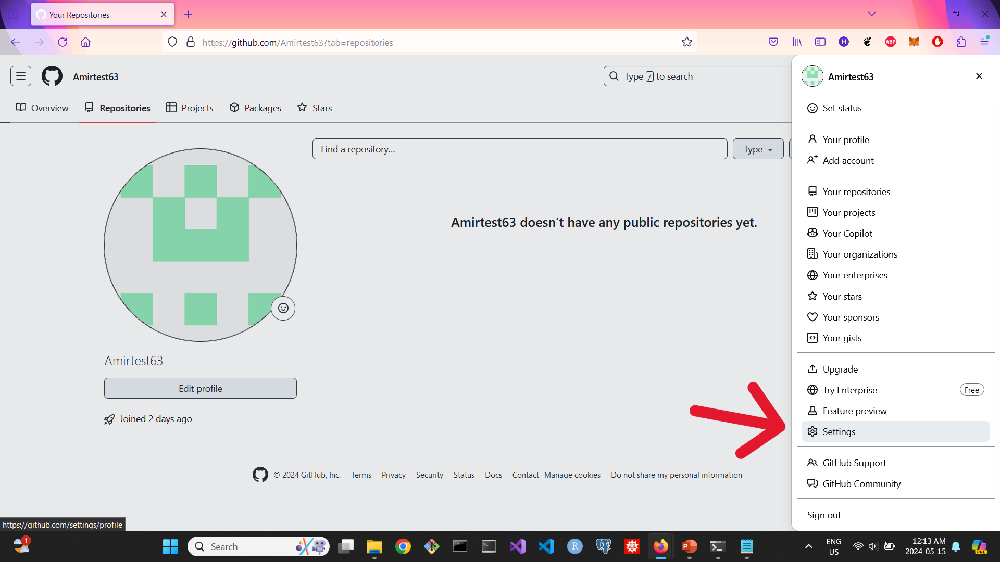 Your Repositories
https://github.com/Amirtest63?tab=repositories
H
ABP
Amirtest63
Type / to search
Overview
Repositories
Projects
Packages
Stars
Find a repository...
Type
Amirtest63 doesn't have any public repositories yet.
Amirtest63
Edit profile
Joined 2 days ago
© 2024 GitHub, Inc.
Terms
Privacy
Security
Status
Docs
Contact
Manage cookies
Do not share my personal information
Amirtest63
Set status
Your profile
Add account
Your repositories
Your projects
Your Copilot
Your organizations
Your enterprises
Your stars
Your sponsors
Your gists
Upgrade
Try Enterprise
Free
Feature preview
Settings
GitHub Support
GitHub Community
Sign out
https://github.com/settings/profile
1
Search
R
P
ENG
US
12:13 AM
2024-05-15
PRE